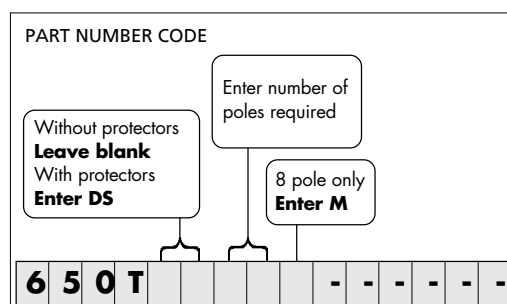 PART NUMBER CODE
Enter number of
poles required
Without protectors
Leave blank
With protectors
Enter DS
8 pole only
Enter M
6 5 0 T - - - - - -